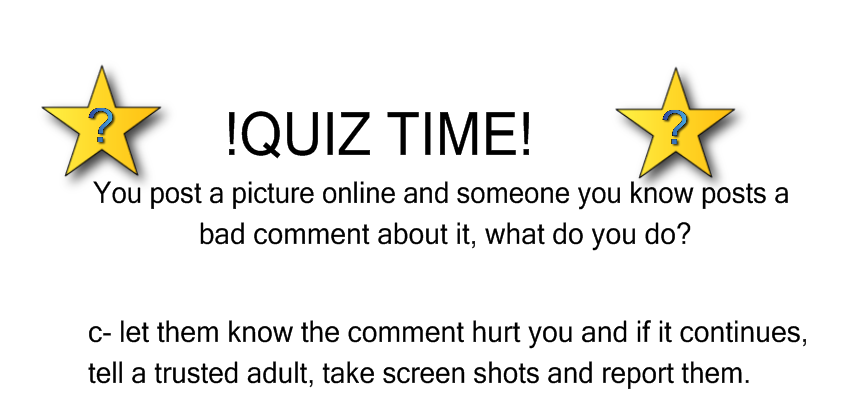 !QUIZ TIME!
? ?
You post a picture online and someone you know posts a
bad comment about it, what do you do?
c- let them know the comment hurt you and if it continues,
tell a trusted adult, take screen shots and report them.